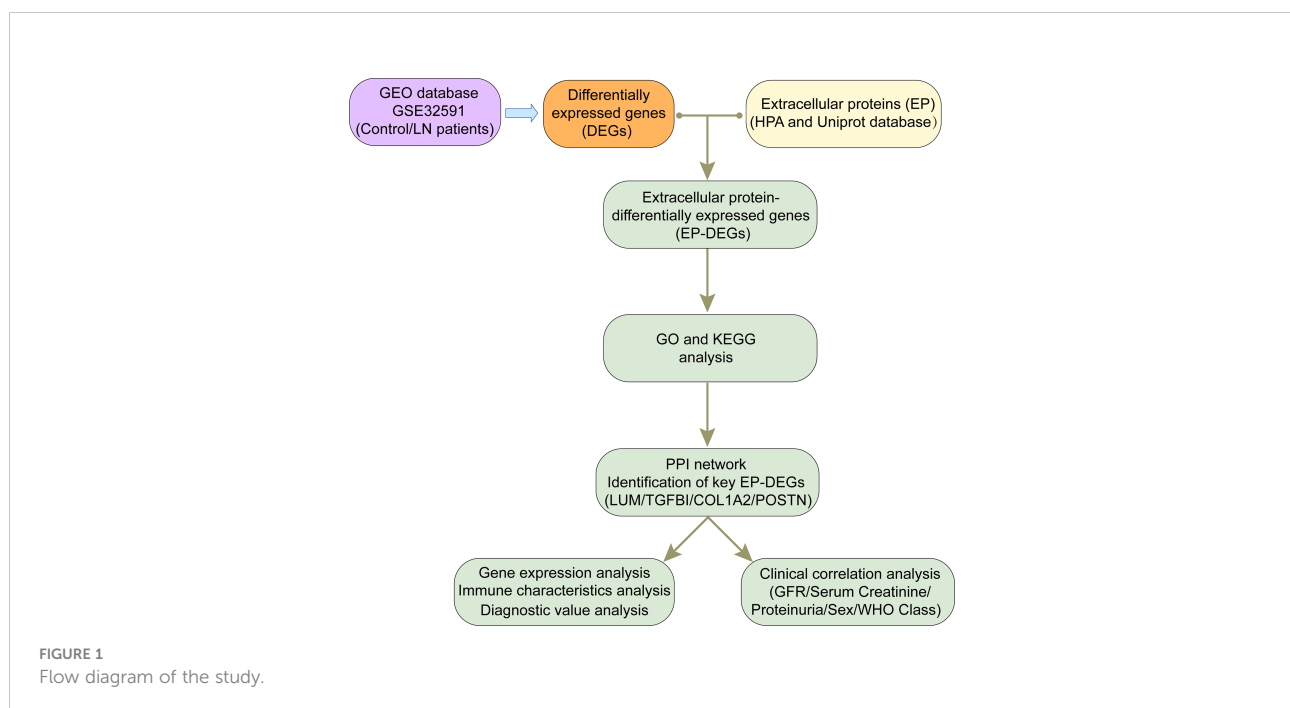 GEO database
GSE32591
(Control/LN patients)
Differentially
expressed genes
(DEGs)
Extracellular proteins (EP)
(HPA and Uniprot database)
Extracellular protein-
differentially expressed genes
(EP-DEGs)
GO and KEGG
analysis
PPI network
Identification of key EP-DEGs
(LUM/TGFBI/COL1A2/POSTN)
Gene expression analysis
Immune characteristics analysis
Diagnostic value analysis
Clinical correlation analysis
(GFR/Serum Creatinine/
Proteinuria/Sex/WHO Class)
FIGURE 1
Flow diagram of the study.